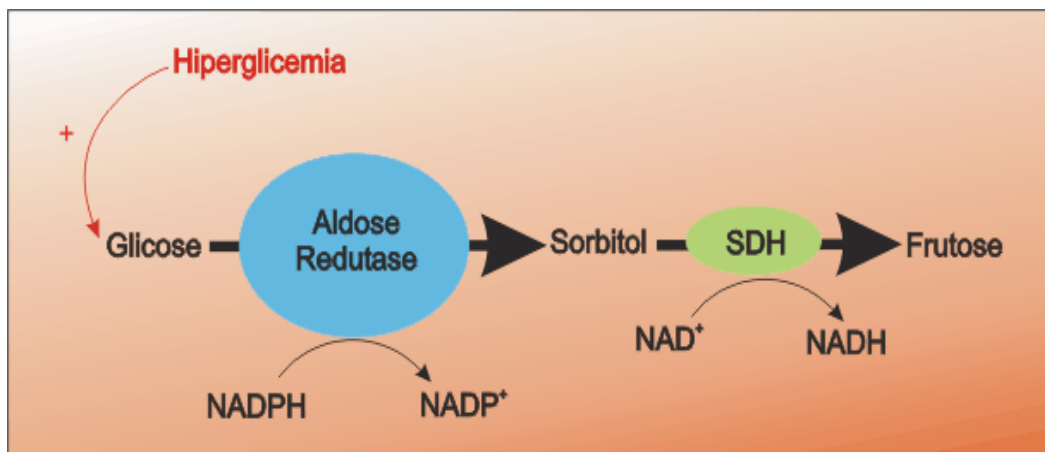 Hiperglicemia
+
Glicose
Aldose
Redutase
Sorbitol
SDH
Frutose
NADPH
NADP⁺
NAD⁺
NADH